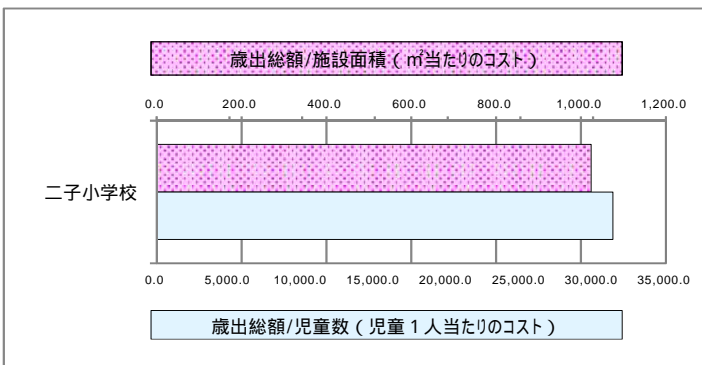 歳出総額/施設面積（㎡当たりのコスト）
0.0 200.0 400.0 600.0 800.0 1,000.0 1,200.0
二子小学校
0.0 5,000.0 10,000.0 15,000.0 20,000.0 25,000.0 30,000.0 35,000.0
歳出総額/児童数（児童１人当たりのコスト）